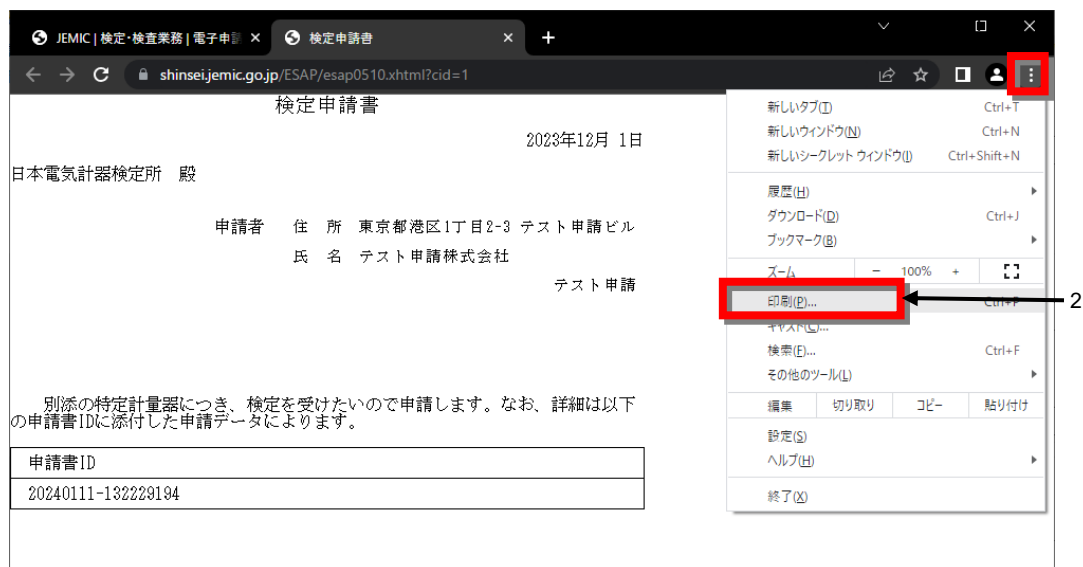 JEMIC | 検定・検査業務 | 電子申請
検定申請書
shinsei.jemic.go.jp/ESAP/esap0510.xhtml?cid=1
検定申請書
2023年12月 1日
日本電気計器検定所 殿
申請者 住 所 東京都港区1丁目2-3 テスト申請ビル
氏 名 テスト申請株式会社
テスト申請
別添の特定計量器につき、検定を受けたいので申請します。なお、詳細は以下
の申請書IDに添付した申請データによります。
申請書ID
20240111-132229194
新しいタブ(T) Ctrl+T
新しいウィンドウ(N) Ctrl+N
新しいシークレット ウィンドウ(I) Ctrl+Shift+N
履歴(H)
ダウンロード(D) Ctrl+J
ブックマーク(B)
ズーム - 100% +
印刷(P)... Ctrl+P
キャスト(C)...
検索(F)... Ctrl+F
その他のツール(L)
編集 切り取り コピー 貼り付け
設定(S)
ヘルプ(H)
終了(X)
2